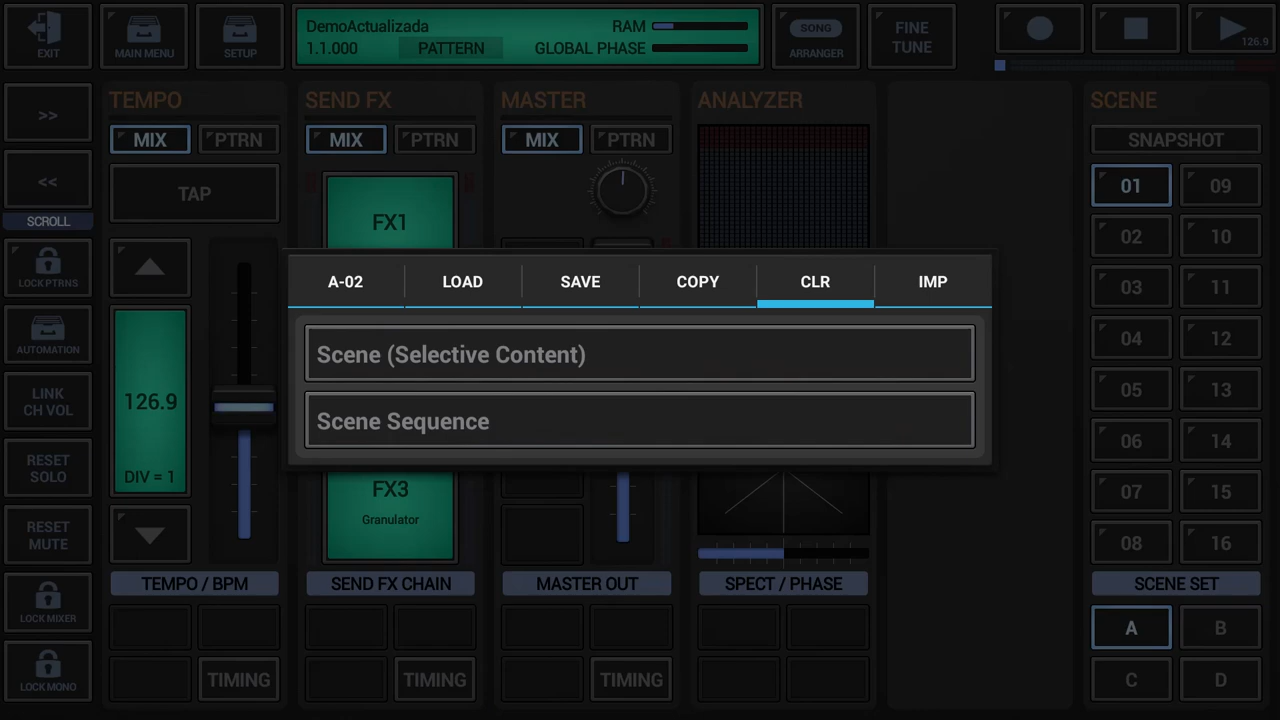 EXIT
MAIN MENU
SETUP
DemoActualizada
RAM
1.1.000
PATTERN
GLOBAL PHASE
SONG
ARRANGER
FINE
TUNE
126.9
>>
<<
SCROLL
LOCK PTRNS
AUTOMATION
LINK
CH VOL
RESET
SOLO
RESET
MUTE
LOCK MIXER
LOCK MONO
TEMPO
MIX
PTRN
TAP
126.9
DIV = 1
TEMPO / BPM
TIMING
SEND FX
MIX
PTRN
FX1
FX3
Granulator
SEND FX CHAIN
TIMING
MASTER
MIX
PTRN
MASTER OUT
TIMING
ANALYZER
SPECT / PHASE
A-02
LOAD
SAVE
COPY
CLR
IMP
Scene (Selective Content)
Scene Sequence
SCENE
SNAPSHOT
01
09
02
10
03
11
04
12
05
13
06
14
07
15
08
16
SCENE SET
A
B
C
D